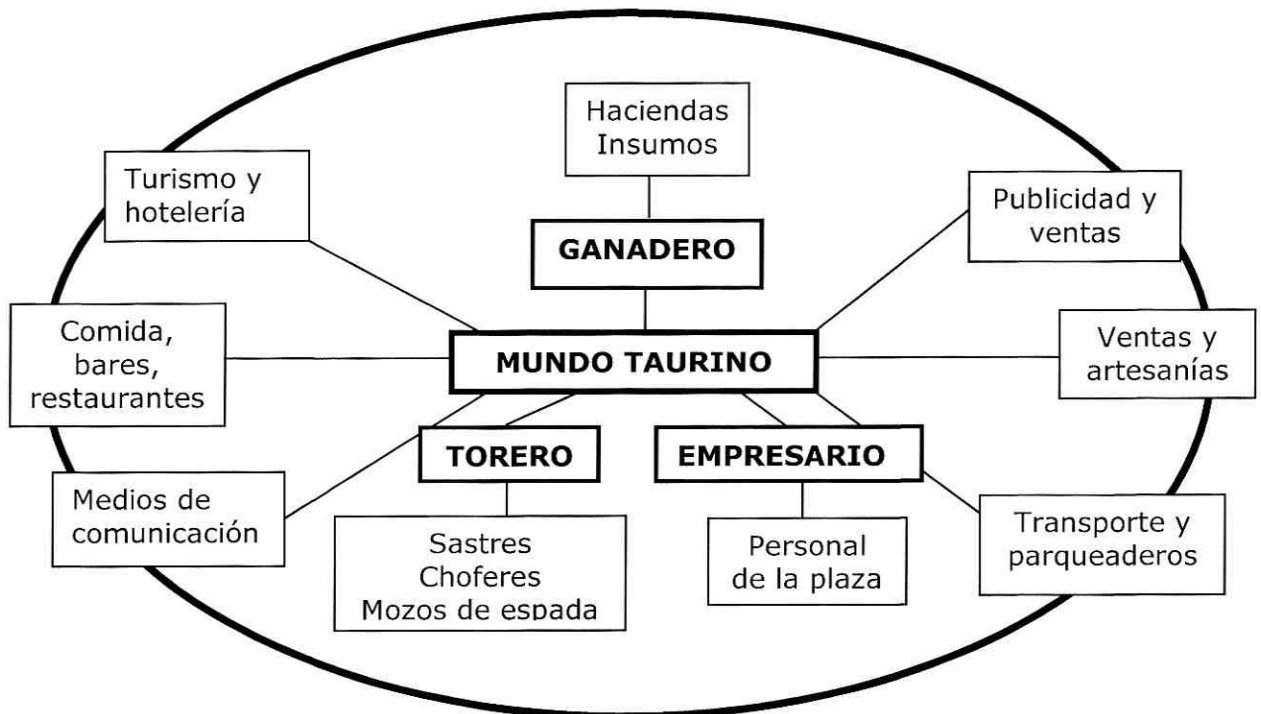 Haciendas
Insumos
Turismo y
hotelería
Publicidad y
ventas
GANADERO
Comida,
bares,
restaurantes
MUNDO TAURINO
Ventas y
artesanías
TORERO
EMPRESARIO
Medios de
comunicación
Sastres
Choferes
Mozos de espada
Personal
de la plaza
Transporte y
parqueaderos